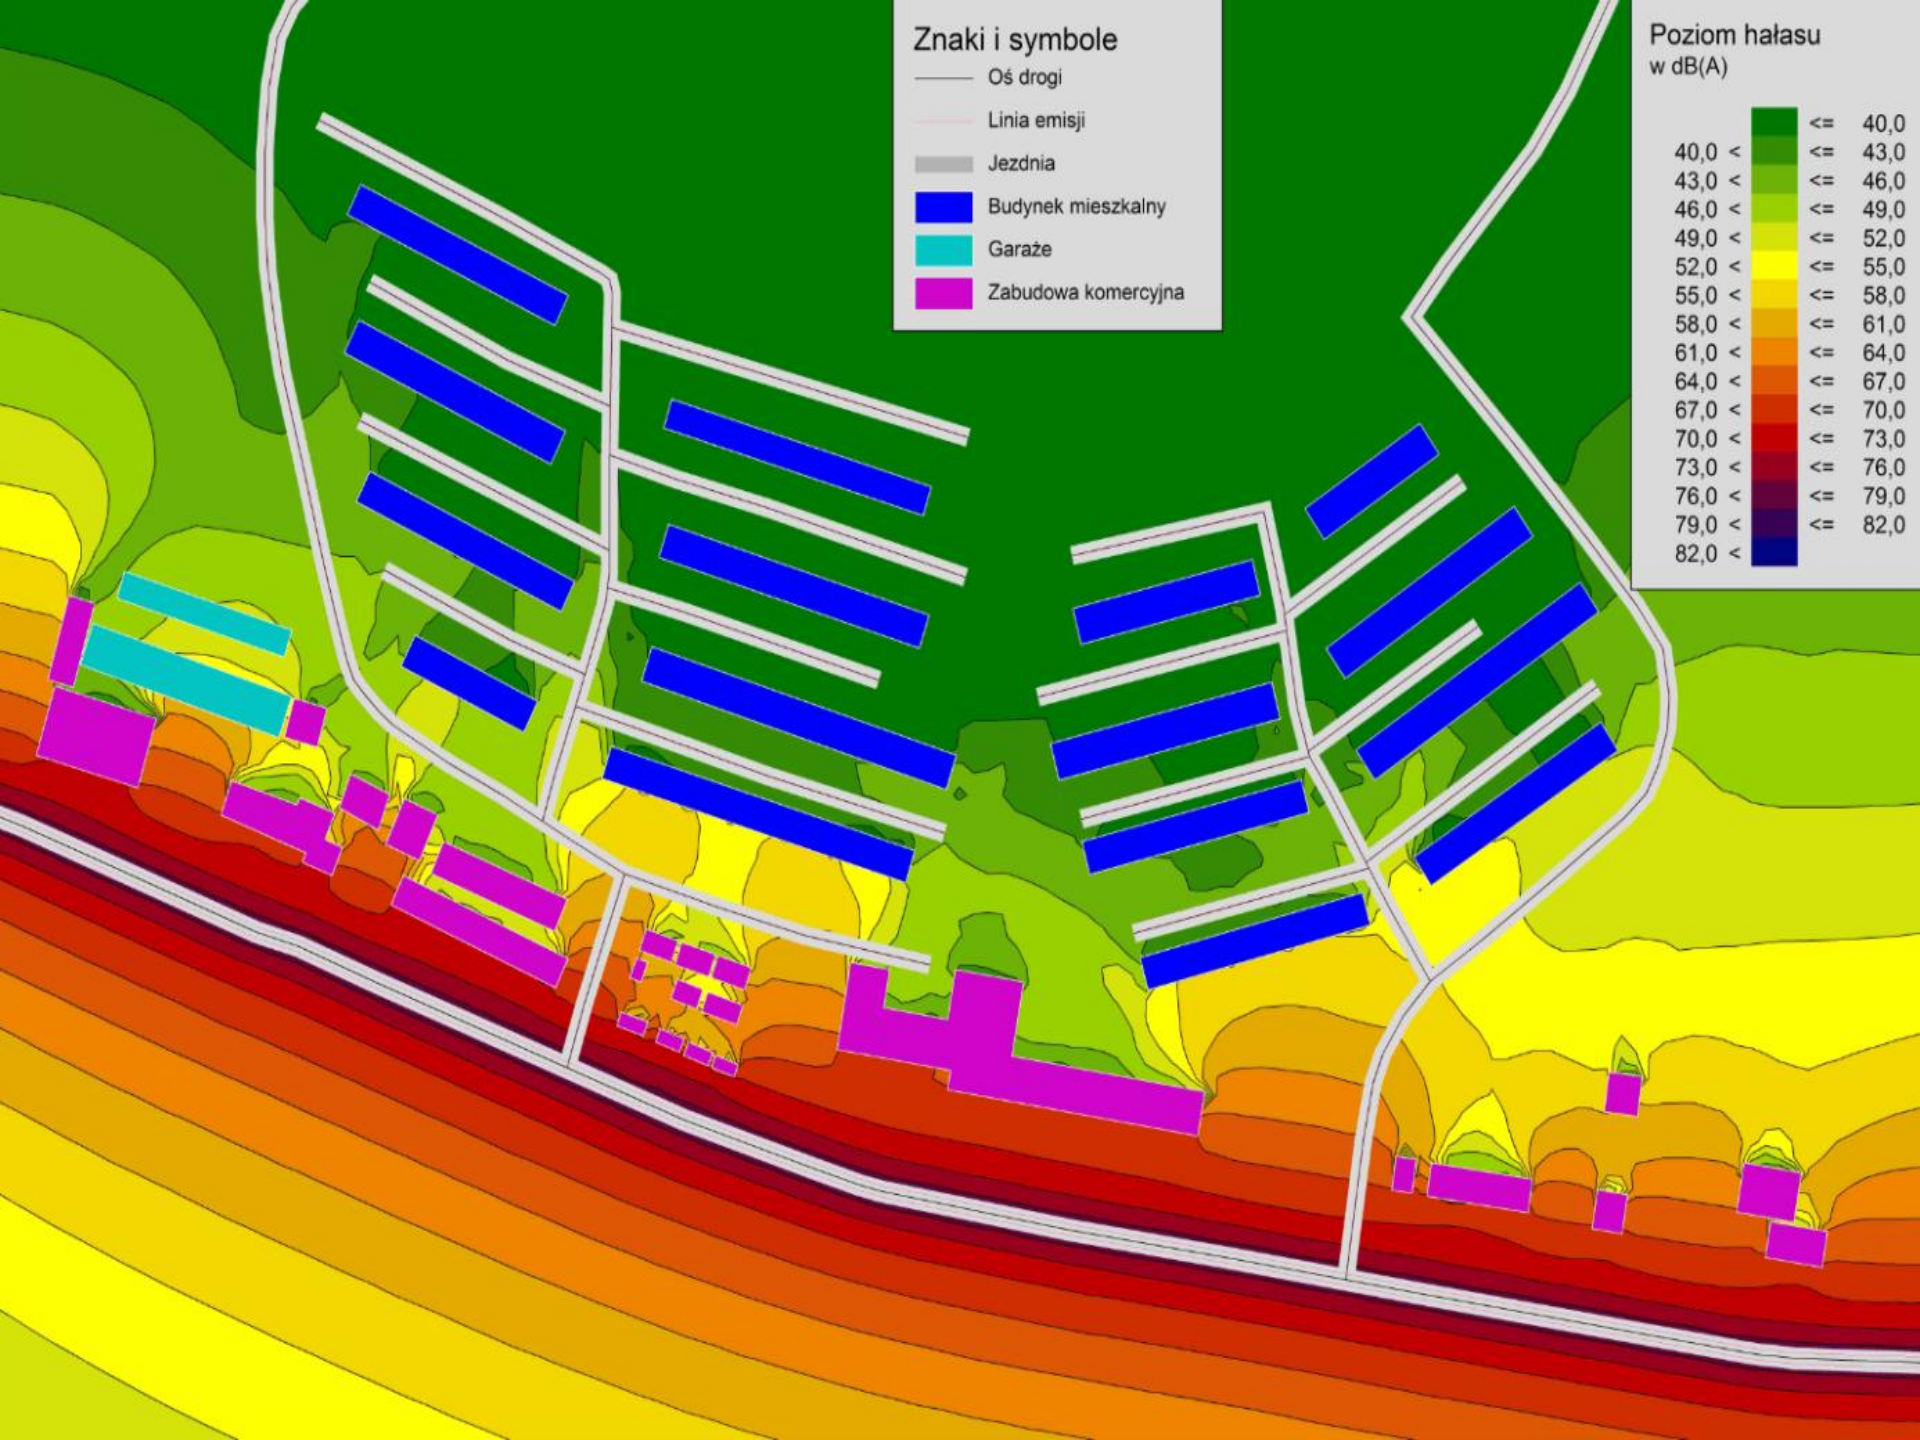 Znaki i symbole
Oś drogi
Linia emisji
Jezdnia
Budynek mieszkalny
Garaże
Zabudowa komercyjna
Poziom hałasu
w dB(A)
<= 40,0
40,0 < <= 43,0
43,0 < <= 46,0
46,0 < <= 49,0
49,0 < <= 52,0
52,0 < <= 55,0
55,0 < <= 58,0
58,0 < <= 61,0
61,0 < <= 64,0
64,0 < <= 67,0
67,0 < <= 70,0
70,0 < <= 73,0
73,0 < <= 76,0
76,0 < <= 79,0
79,0 < <= 82,0
82,0 <